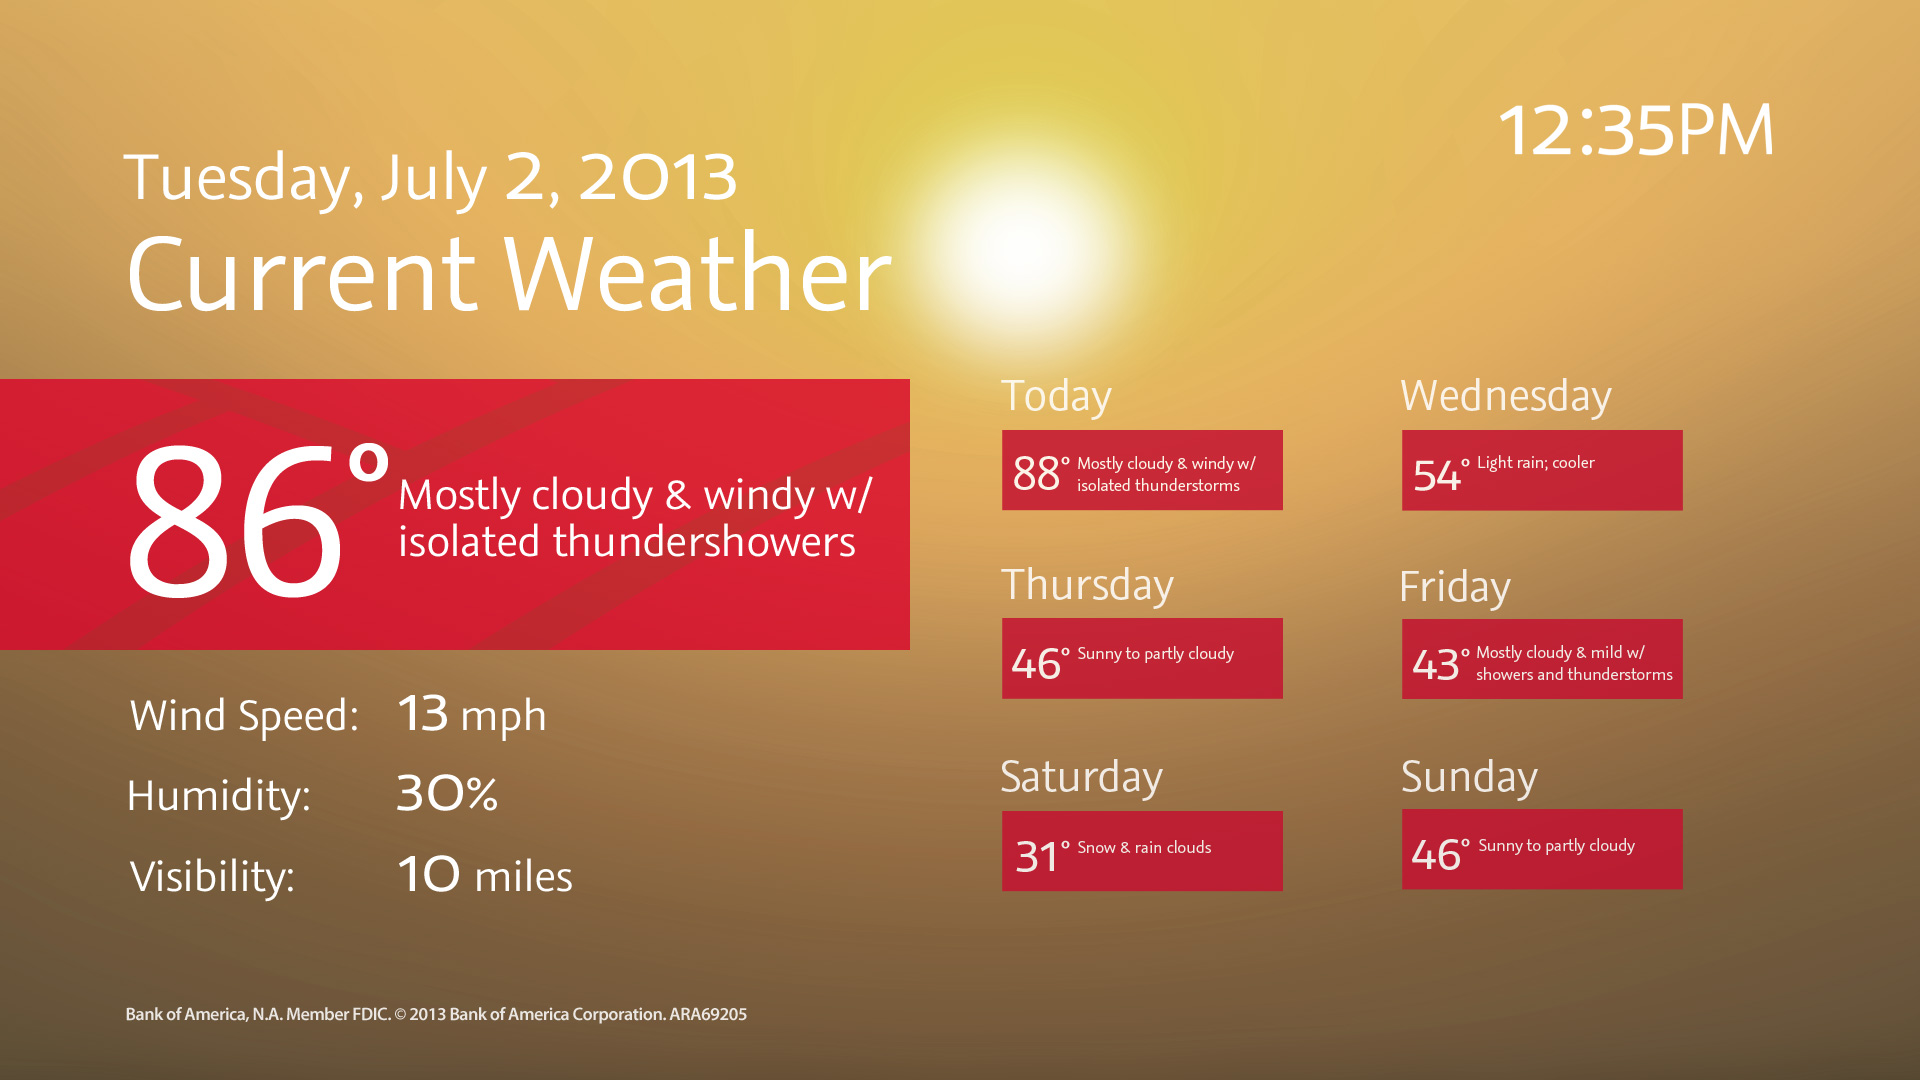 12:35PM
Tuesday, July 2, 2013
Current Weather
86° Mostly cloudy & windy w/
isolated thundershowers
Wind Speed: 13 mph
Humidity: 30%
Visibility: 10 miles
Today
88° Mostly cloudy & windy w/
isolated thunderstorms
Wednesday
54° Light rain; cooler
Thursday
46° Sunny to partly cloudy
Friday
43° Mostly cloudy & mild w/
showers and thunderstorms
Saturday
31° Snow & rain clouds
Sunday
46° Sunny to partly cloudy
Bank of America, N.A. Member FDIC. © 2013 Bank of America Corporation. ARA69205